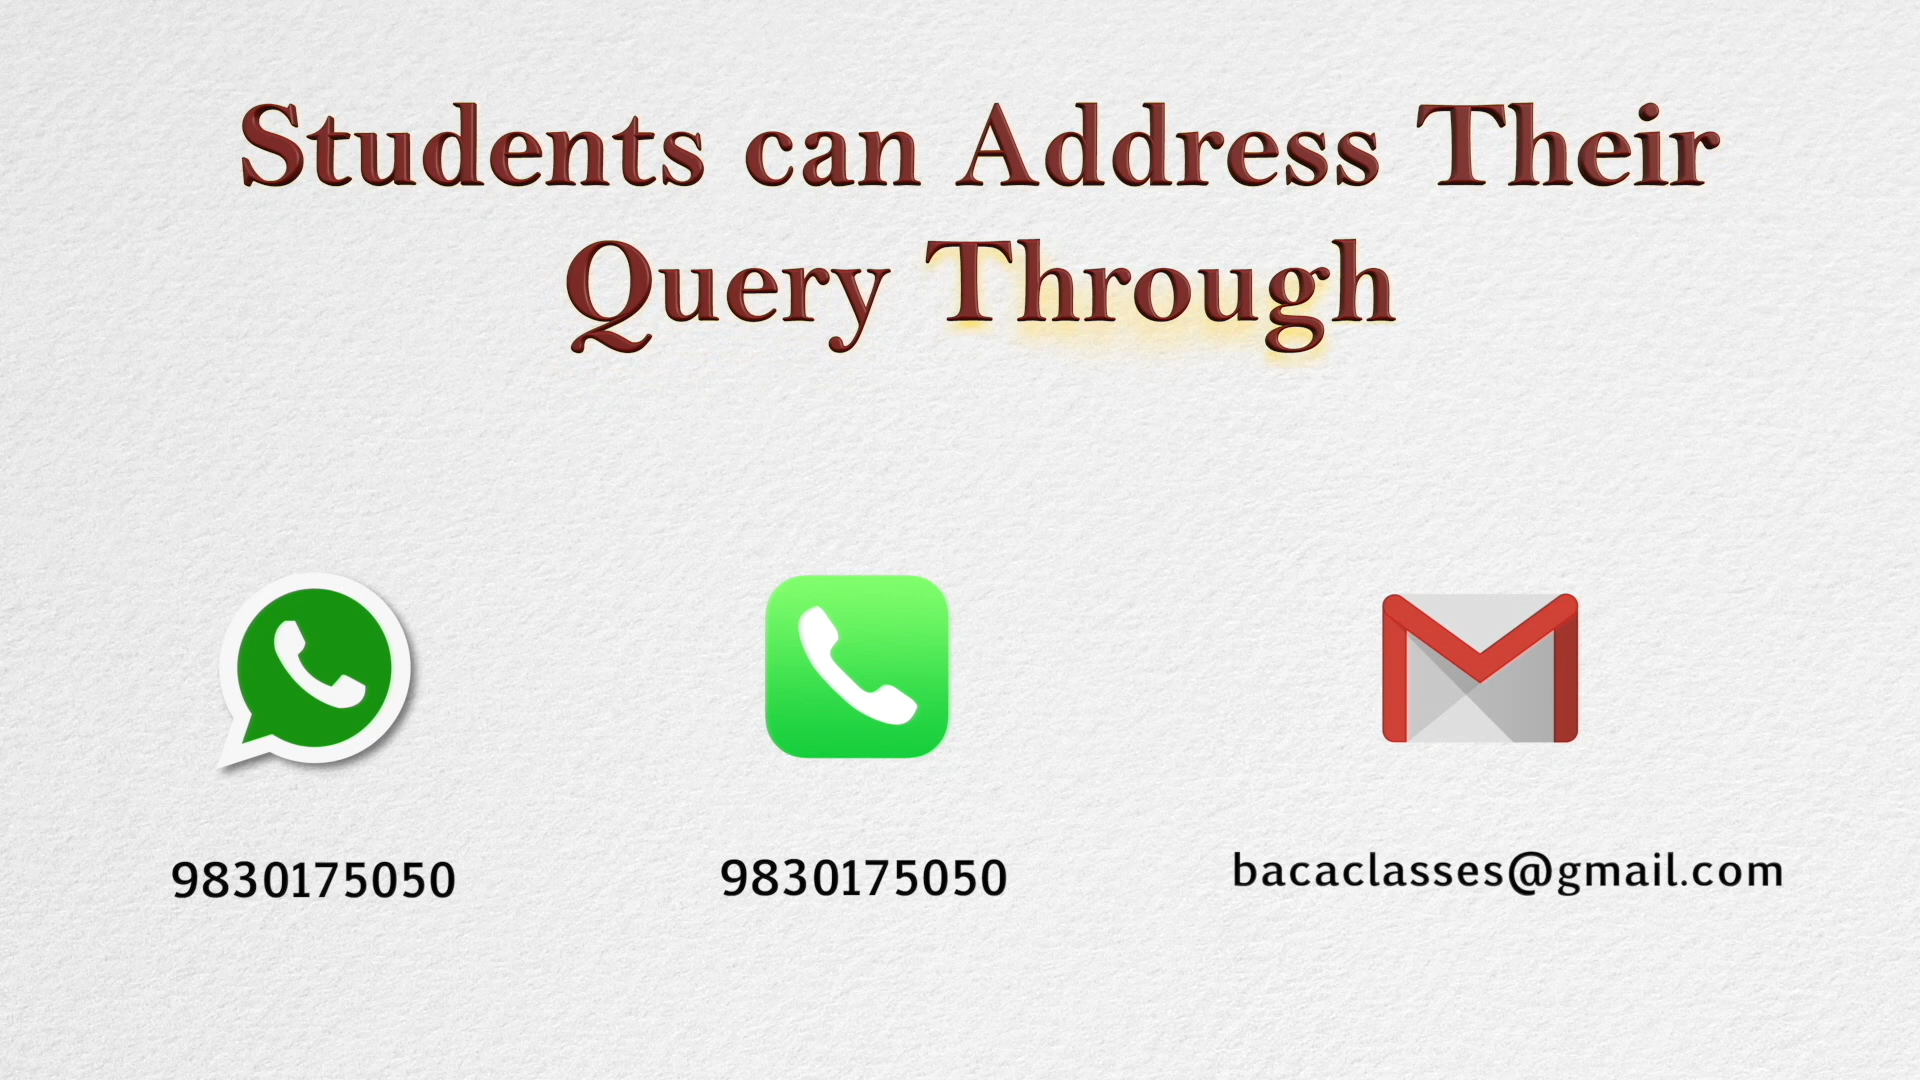 Students can Address Their
Query Through
9830175050
9830175050
bacaclasses@gmail.com